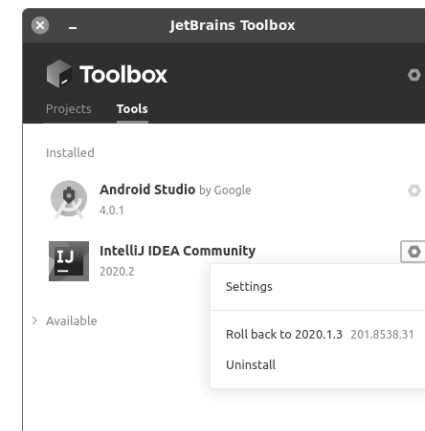 JetBrains Toolbox
Toolbox
Projects Tools
Installed
Android Studio by Google
4.0.1
IJ
IntelliJ IDEA Community
2020.2
Settings
Available
Roll back to 2020.1.3 201.8538.31
Uninstall